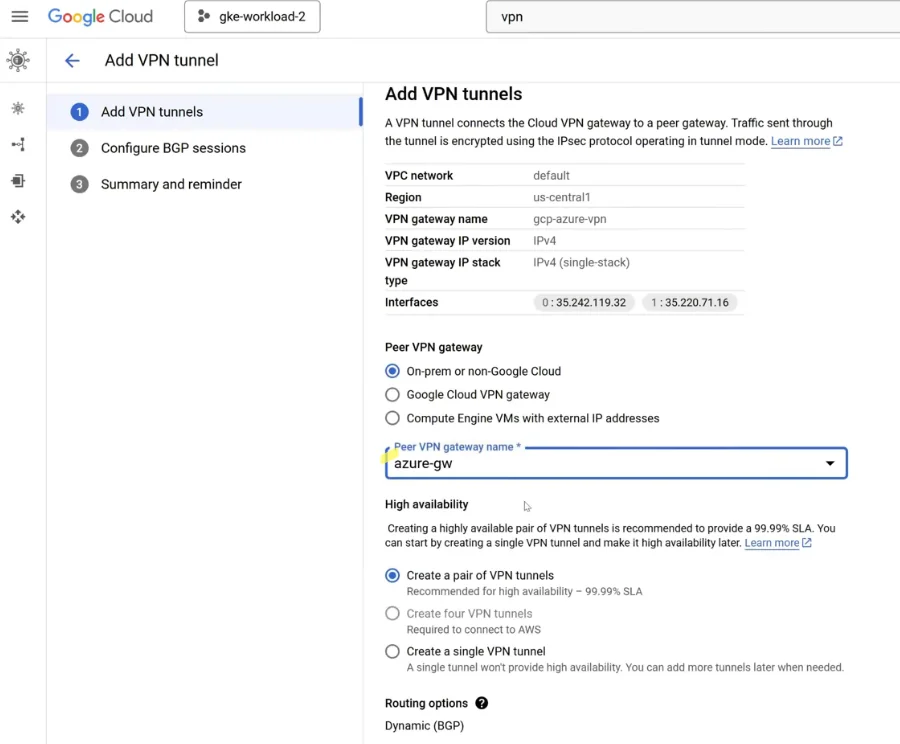 Google Cloud
gke-workload-2
vpn
Add VPN tunnel
1 Add VPN tunnels
2 Configure BGP sessions
3 Summary and reminder
Add VPN tunnels
A VPN tunnel connects the Cloud VPN gateway to a peer gateway. Traffic sent through
the tunnel is encrypted using the IPsec protocol operating in tunnel mode. Learn more
VPC network default
Region us-central1
VPN gateway name gcp-azure-vpn
VPN gateway IP version IPv4
VPN gateway IP stack IPv4 (single-stack)
type
Interfaces 0 : 35.242.119.32 1 : 35.220.71.16
Peer VPN gateway
On-prem or non-Google Cloud
Google Cloud VPN gateway
Compute Engine VMs with external IP addresses
Peer VPN gateway name *
azure-gw
High availability
Creating a highly available pair of VPN tunnels is recommended to provide a 99.99% SLA. You
can start by creating a single VPN tunnel and make it high availability later. Learn more
Create a pair of VPN tunnels
Recommended for high availability – 99.99% SLA
Create four VPN tunnels
Required to connect to AWS
Create a single VPN tunnel
A single tunnel won't provide high availability. You can add more tunnels later when needed.
Routing options ?
Dynamic (BGP)